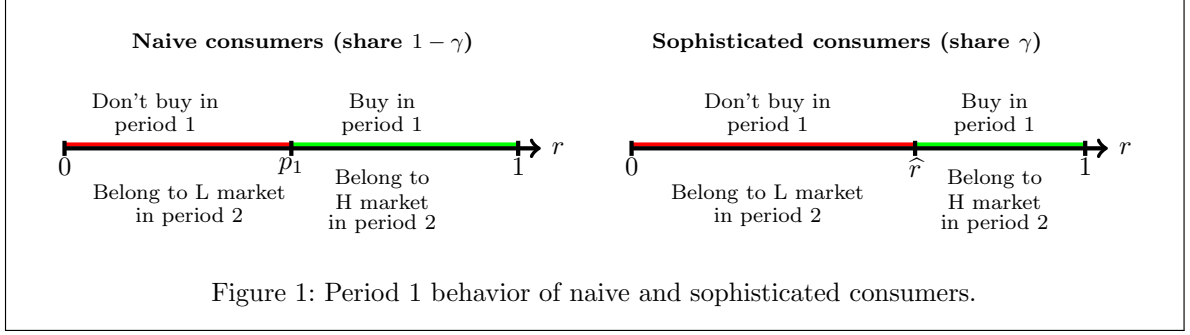 Naive consumers (share 1 − γ)
Don't buy in
period 1
Buy in
period 1
0
p₁
1
r
Belong to L market
in period 2
Belong to
H market
in period 2
Sophisticated consumers (share γ)
Don't buy in
period 1
Buy in
period 1
0
r̂
1
r
Belong to L market
in period 2
Belong to
H market
in period 2
Figure 1: Period 1 behavior of naive and sophisticated consumers.